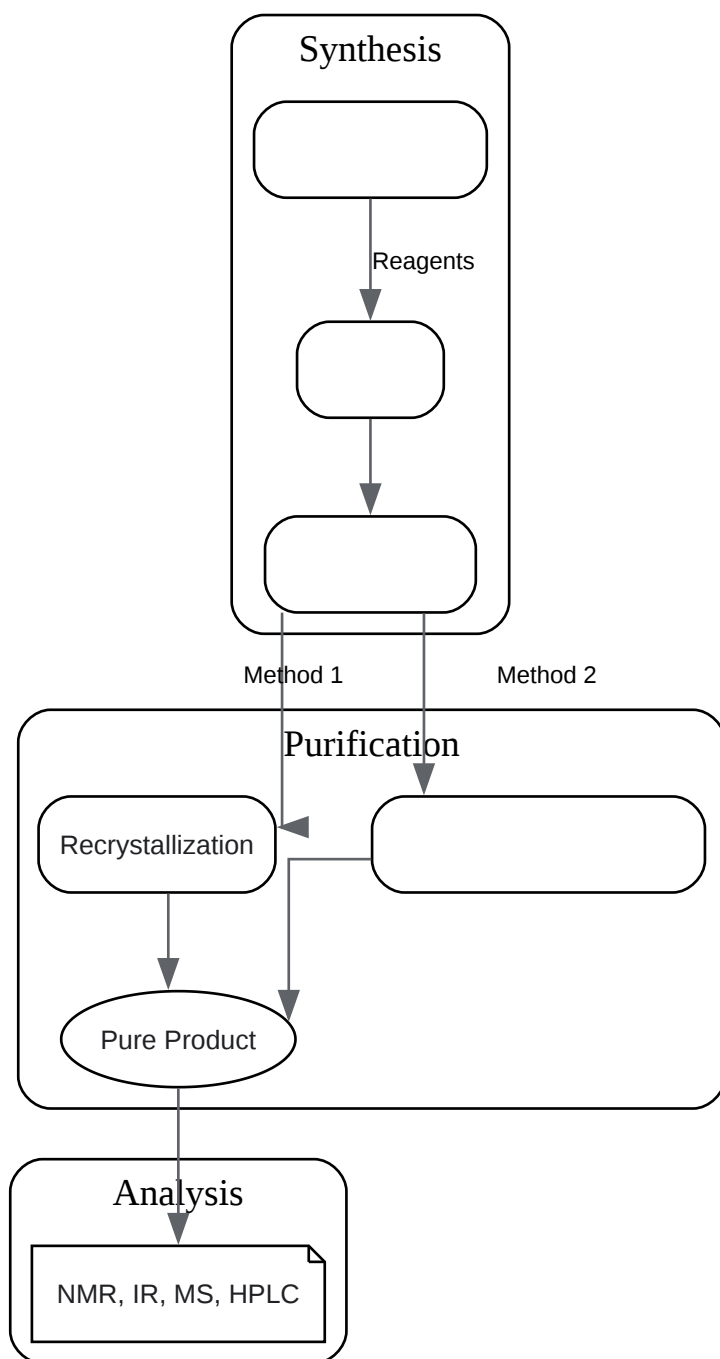 Synthesis
Reagents
Method 1
Method 2
Purification
Recrystallization
Pure Product
Analysis
NMR, IR, MS, HPLC